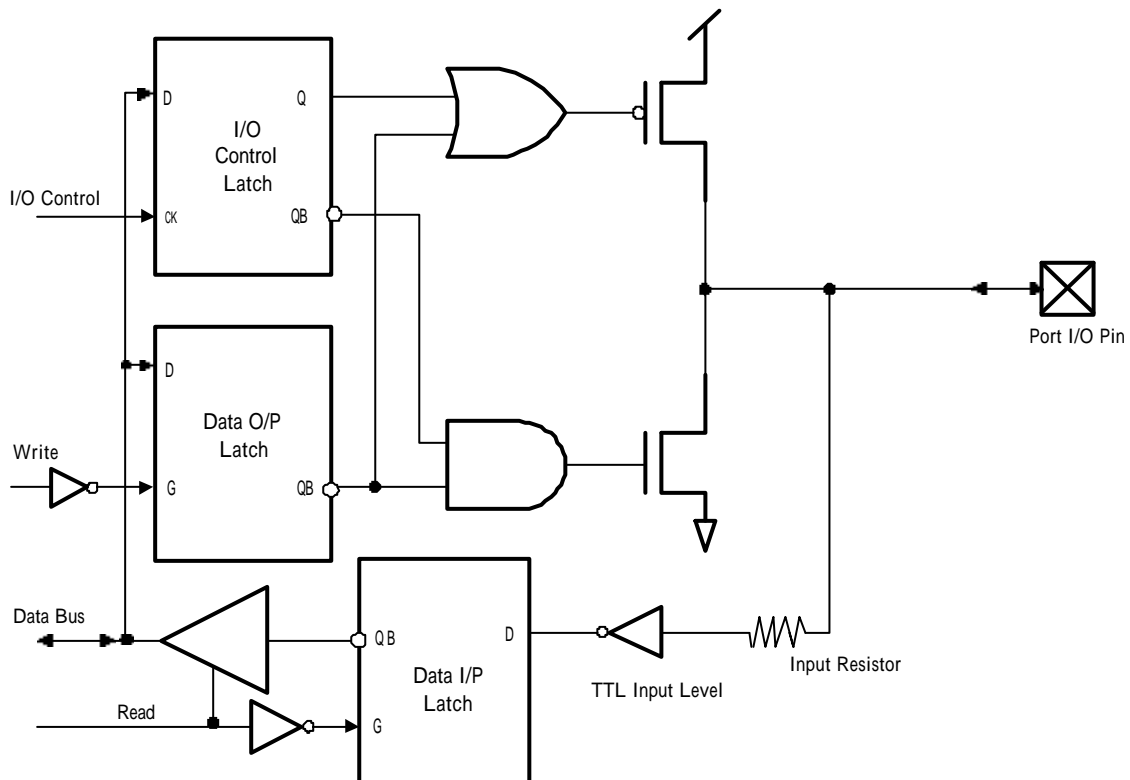 D
Q
I/O
Control
Latch
I/O Control
CK
QB
Port I/O Pin
D
Data O/P
Latch
Write
G
QB
Data Bus
QB
D
Data I/P
Latch
Input Resistor
TTL Input Level
Read
G